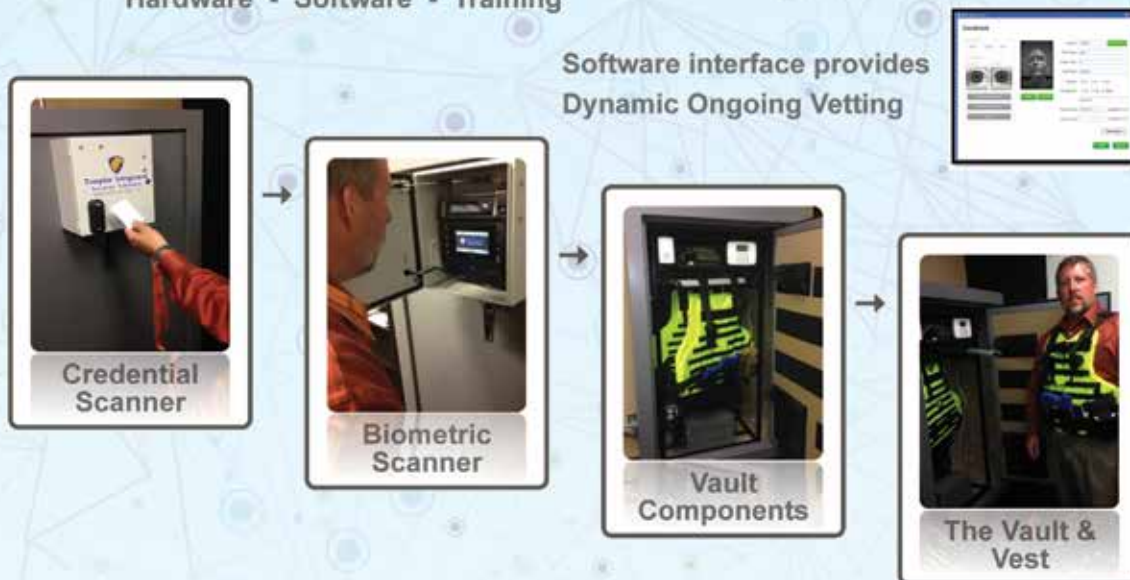 Hardware - Software - Training
Software interface provides
Dynamic Ongoing Vetting
Credential
Scanner
Biometric
Scanner
Vault
Components
The Vault &
Vest